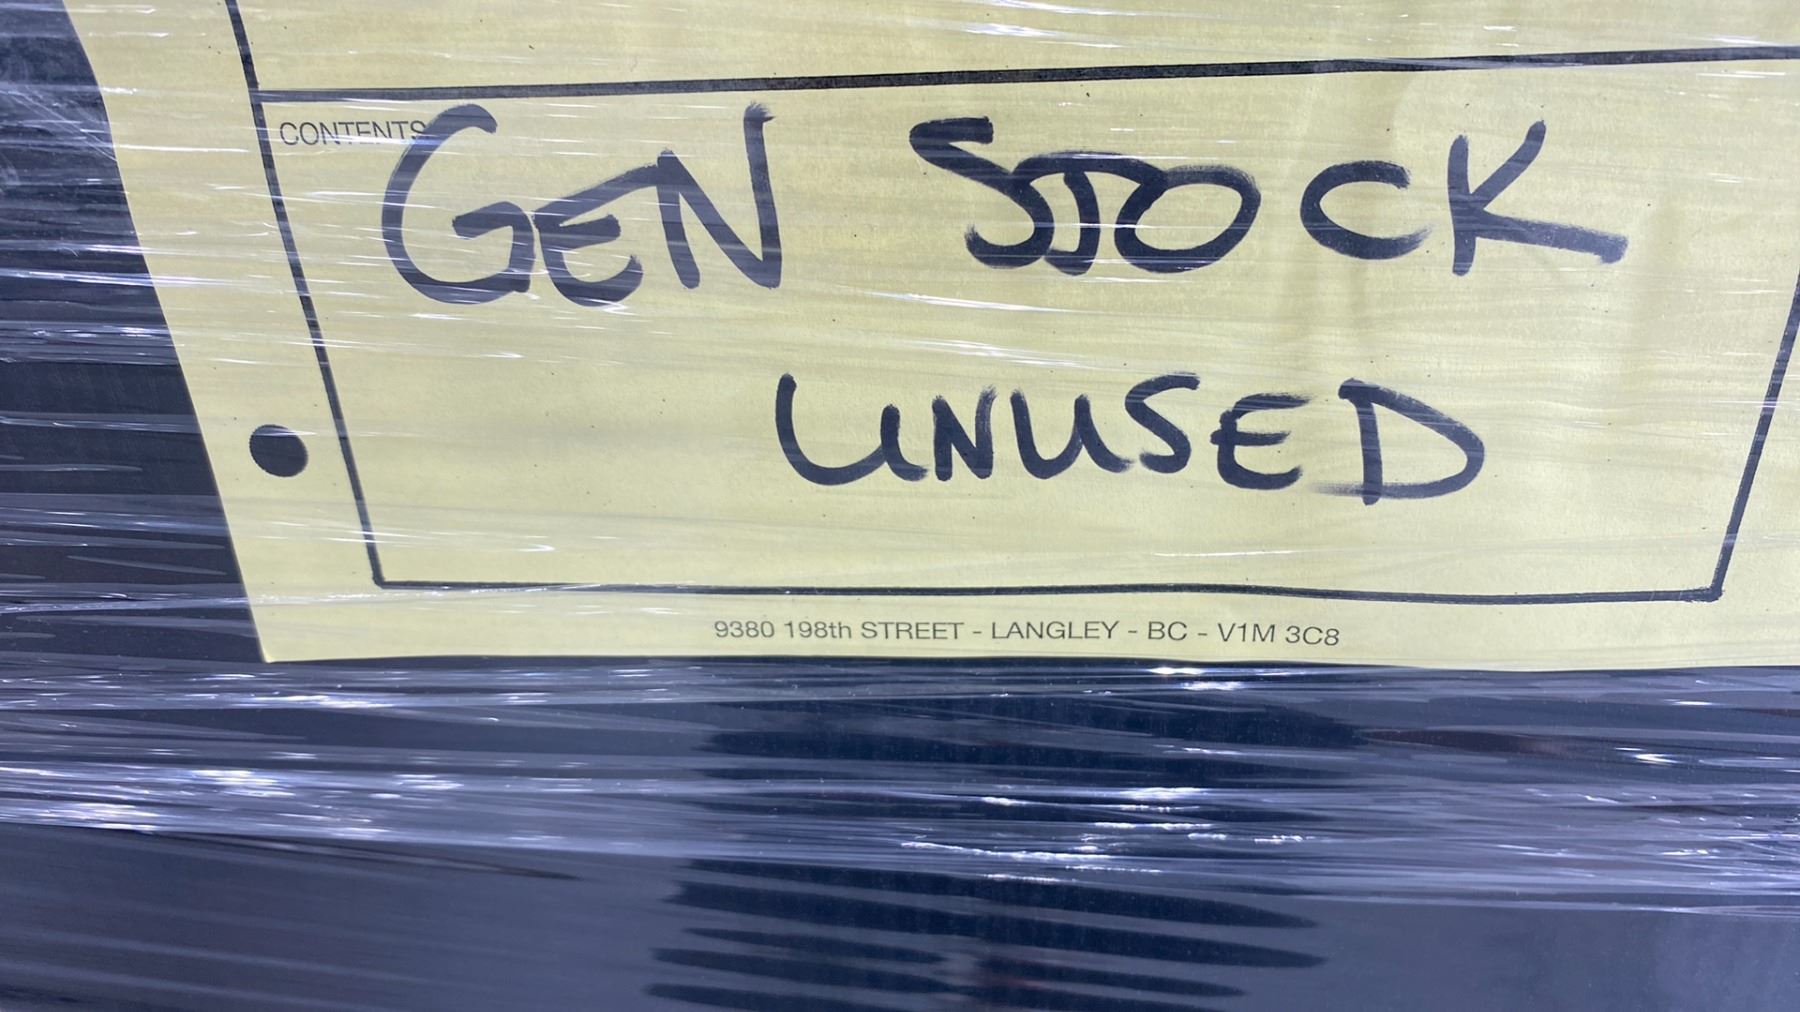 CONTENTS
GEN STOCK
UNUSED
9380 198th STREET - LANGLEY - BC - V1M 3C8